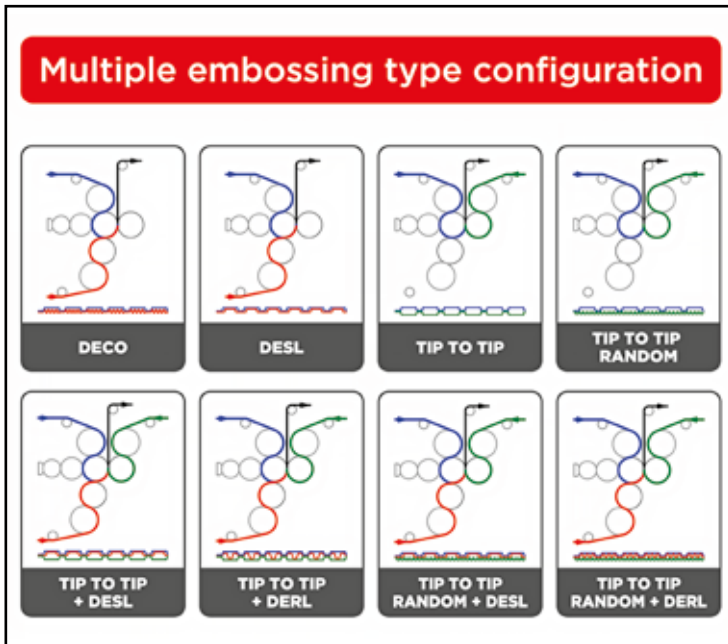 Multiple embossing type configuration
DECO
DESL
TIP TO TIP
TIP TO TIP
RANDOM
TIP TO TIP
+ DESL
TIP TO TIP
+ DERL
TIP TO TIP
RANDOM + DESL
TIP TO TIP
RANDOM + DERL